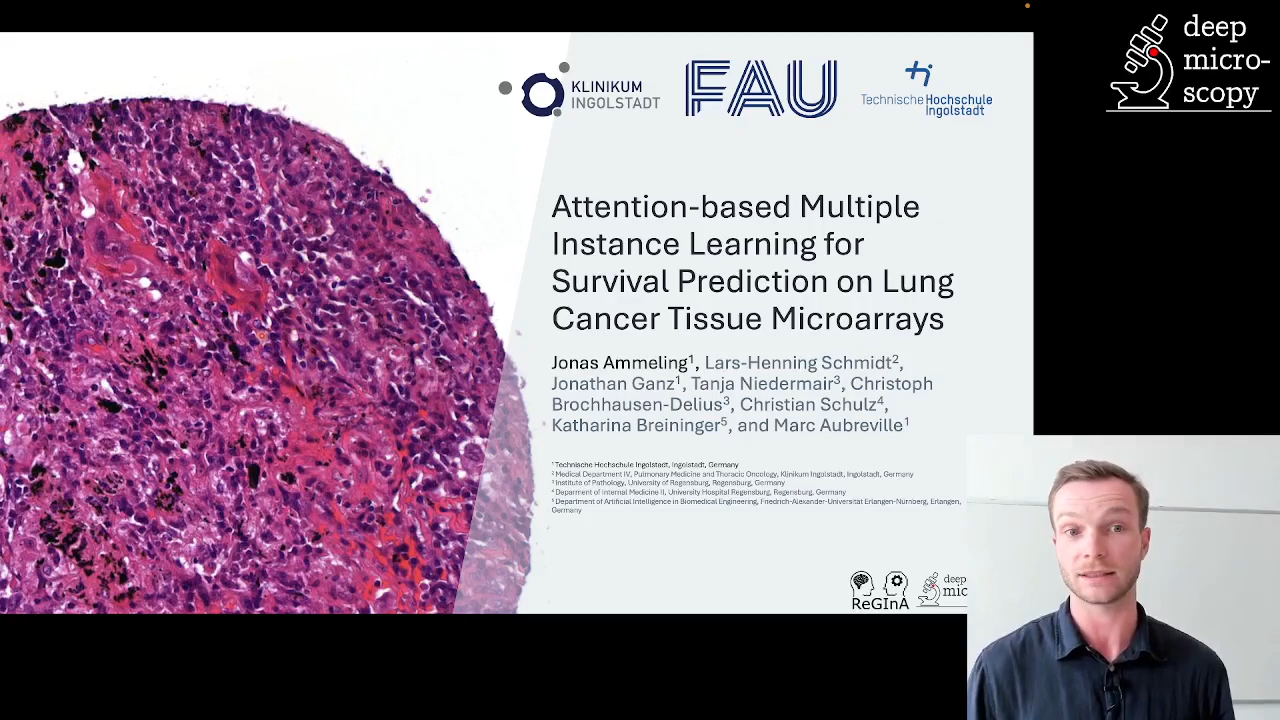 deep
micro-
scopy
KLINIKUM
INGOLSTADT
FAU
Technische Hochschule
Ingolstadt
Attention-based Multiple
Instance Learning for
Survival Prediction on Lung
Cancer Tissue Microarrays
Jonas Ammeling¹, Lars-Henning Schmidt²,
Jonathan Ganz¹, Tanja Niedermair³, Christoph
Brochhausen-Delius³, Christian Schulz⁴,
Katharina Breininger⁵, and Marc Aubreville¹
¹ Technische Hochschule Ingolstadt, Ingolstadt, Germany
² Medical Department IV, Pulmonary Medicine and Thoracic Oncology, Klinikum Ingolstadt, Ingolstadt, Germany
³ Institute of Pathology, University of Regensburg, Regensburg, Germany
⁴ Deparment of Internal Medicine II, University Hospital Regensburg, Regensburg, Germany
⁵ Department of Artificial Intelligence in Biomedical Engineering, Friedrich-Alexander-Universität Erlangen-Nürnberg, Erlangen,
Germany
ReGInA
deep
mic